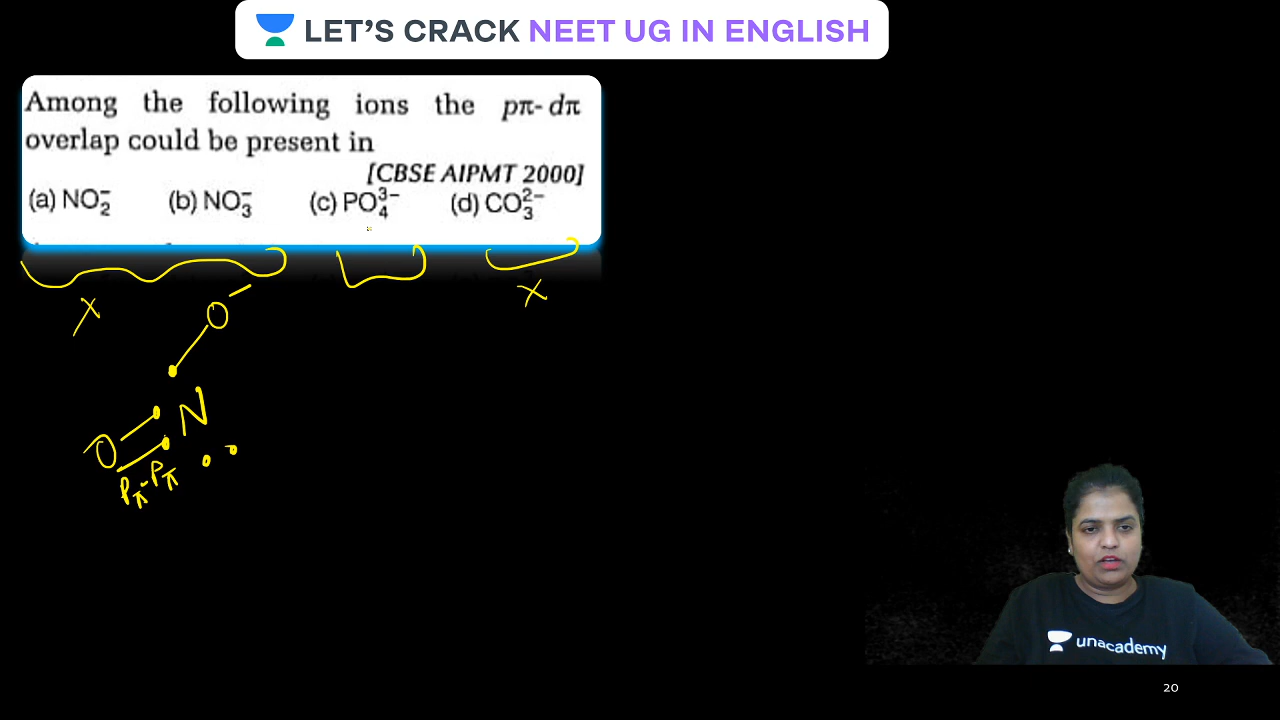 LET'S CRACK NEET UG IN ENGLISH
Among the following ions the pπ- dπ
overlap could be present in
[CBSE AIPMT 2000]
(a) NO₂⁻ (b) NO₃⁻ (c) PO₄³⁻ (d) CO₃²⁻
x
x
O⁻
N
O
Pπ-Pπ
unacademy
20